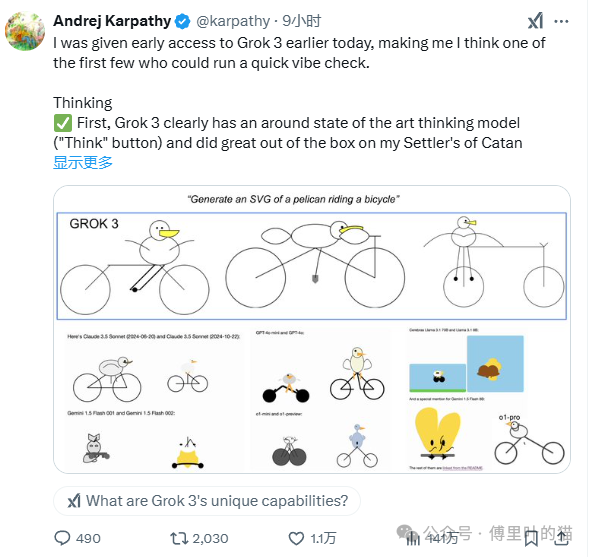 Andrej Karpathy @karpathy · 9小时
I was given early access to Grok 3 earlier today, making me I think one of
the first few who could run a quick vibe check.
Thinking
✅ First, Grok 3 clearly has an around state of the art thinking model
("Think" button) and did great out of the box on my Settler's of Catan
显示更多
"Generate an SVG of a pelican riding a bicycle"
GROK 3
Here's Claude 3.5 Sonnet (2024-06-20) and Claude 3.5 Sonnet (2024-10-22):
GPT-4o mini and GPT-4o:
Cerebras Llama 3.1 70B and Llama 3.1 8B:
Gemini 1.5 Flash 001 and Gemini 1.5 Flash 002:
o1-mini and o1-preview:
And a special mention for Gemini 1.5 Flash 8B:
o1-pro
The rest of them are linked from the README.
What are Grok 3's unique capabilities?
490 2,030 1.1万 141万
公众号 · 傅里叶的猫